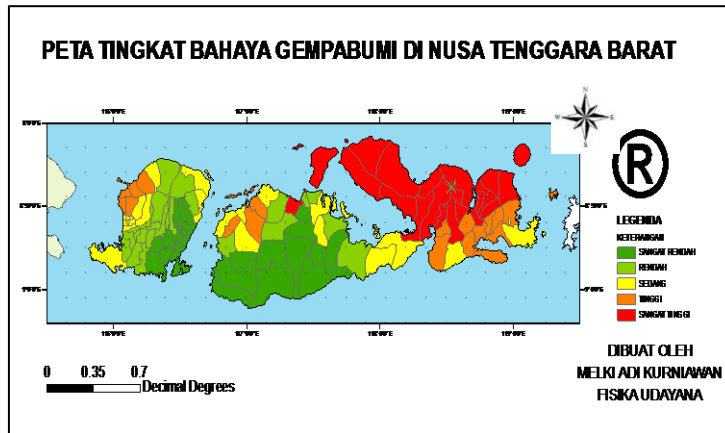 PETA TINGKAT BAHAYA GEMPABUMI DI NUSA TENGGARA BARAT
N
W E
S
®
LEGENDA
KETERANGAN
SANGAT RENDAH
RENDAH
SEDANG
TINGGI
SANGAT TINGGI
0 0.35 0.7
Decimal Degrees
DIBUAT OLEH
MELKI ADI KURNIAWAN
FISIKA UDAYANA